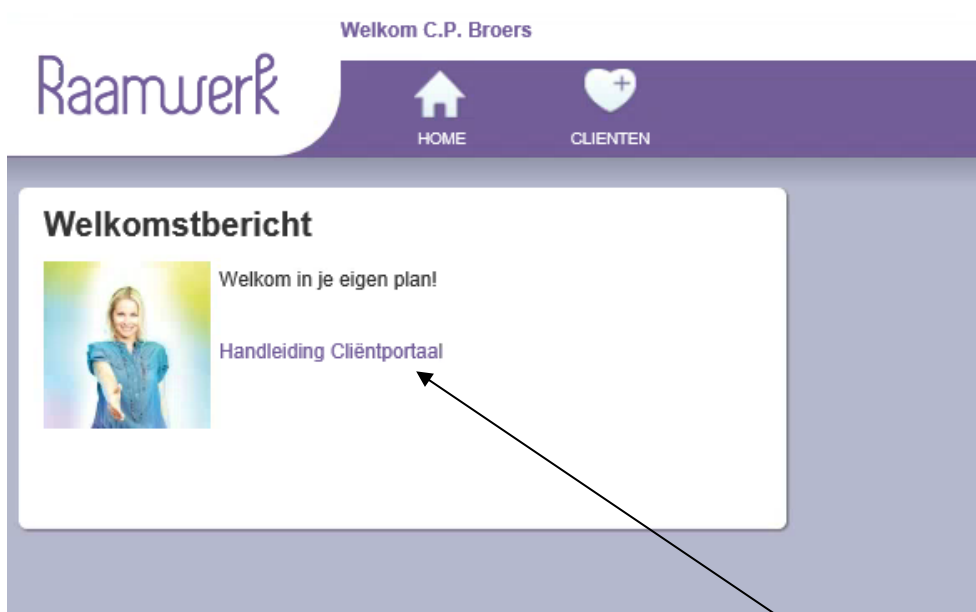 Welkom C.P. Broers
Raamwerk
HOME
CLIENTEN
Welkomstbericht
Welkom in je eigen plan!
Handleiding Cliëntportaal